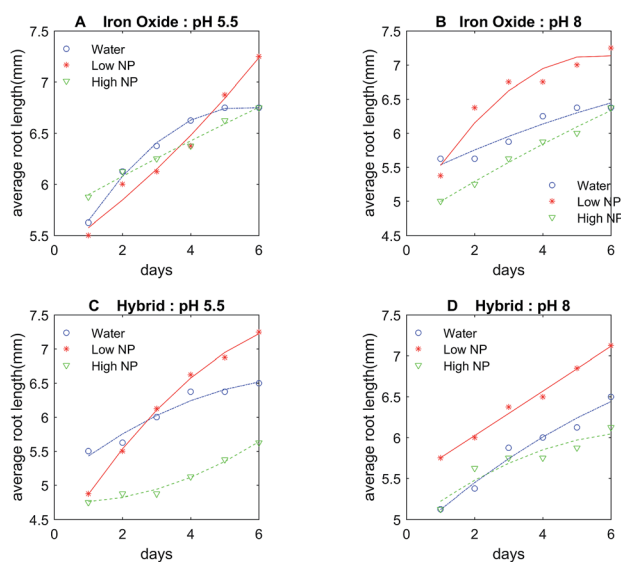 A Iron Oxide : pH 5.5
average root length(mm)
7.5
7
6.5
6
5.5
0 2 4 6
days
Water
Low NP
High NP
B Iron Oxide : pH 8
average root length(mm)
7.5
7
6.5
6
5.5
5
4.5
0 2 4 6
days
Water
Low NP
High NP
C Hybrid : pH 5.5
average root length(mm)
7.5
7
6.5
6
5.5
5
4.5
0 2 4 6
days
Water
Low NP
High NP
D Hybrid : pH 8
average root length(mm)
7.5
7
6.5
6
5.5
5
0 2 4 6
days
Water
Low NP
High NP